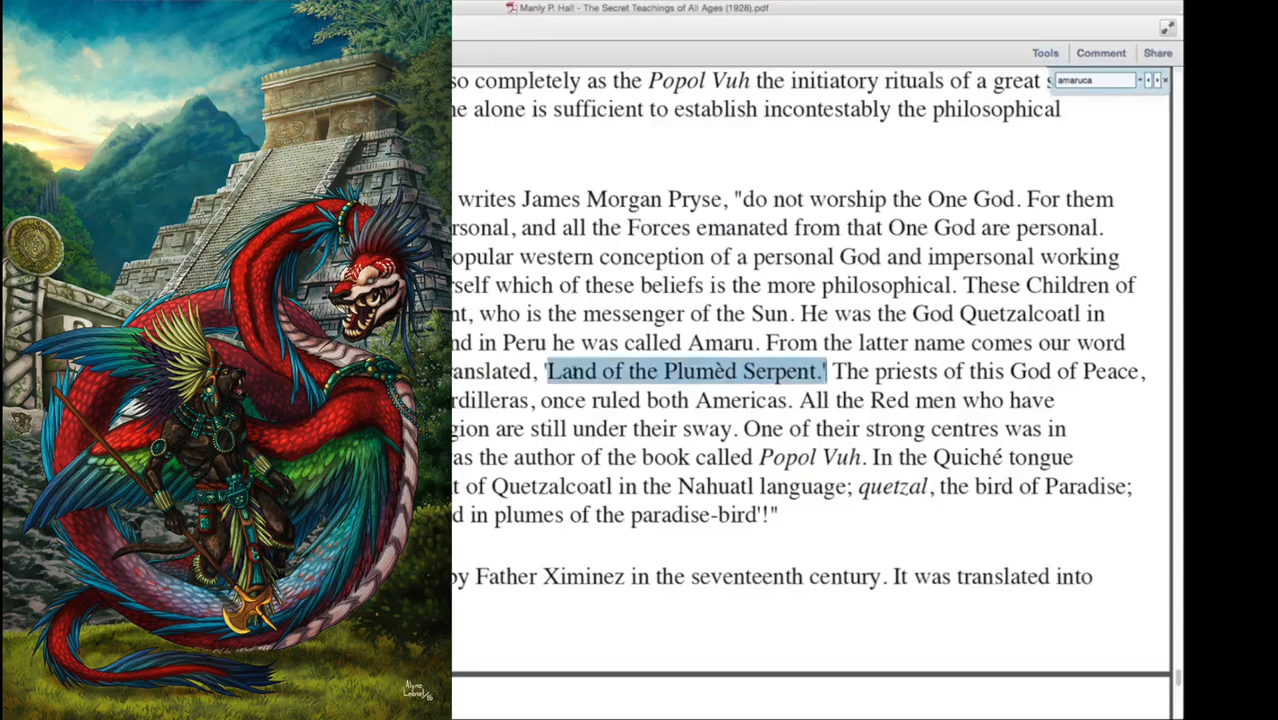 Manly P. Hall - The Secret Teachings of All Ages (1928).pdf
Tools Comment Share
amaruca
so completely as the Popol Vuh the initiatory rituals of a great
ne alone is sufficient to establish incontestably the philosophical
writes James Morgan Pryse, "do not worship the One God. For them
rsonal, and all the Forces emanated from that One God are personal.
opular western conception of a personal God and impersonal working
rself which of these beliefs is the more philosophical. These Children of
nt, who is the messenger of the Sun. He was the God Quetzalcoatl in
nd in Peru he was called Amaru. From the latter name comes our word
ranslated, 'Land of the Plumèd Serpent.' The priests of this God of Peace,
rdilleras, once ruled both Americas. All the Red men who have
gion are still under their sway. One of their strong centres was in
as the author of the book called Popol Vuh. In the Quiché tongue
t of Quetzalcoatl in the Nahuatl language; quetzal, the bird of Paradise;
d in plumes of the paradise-bird'!"
by Father Ximinez in the seventeenth century. It was translated into